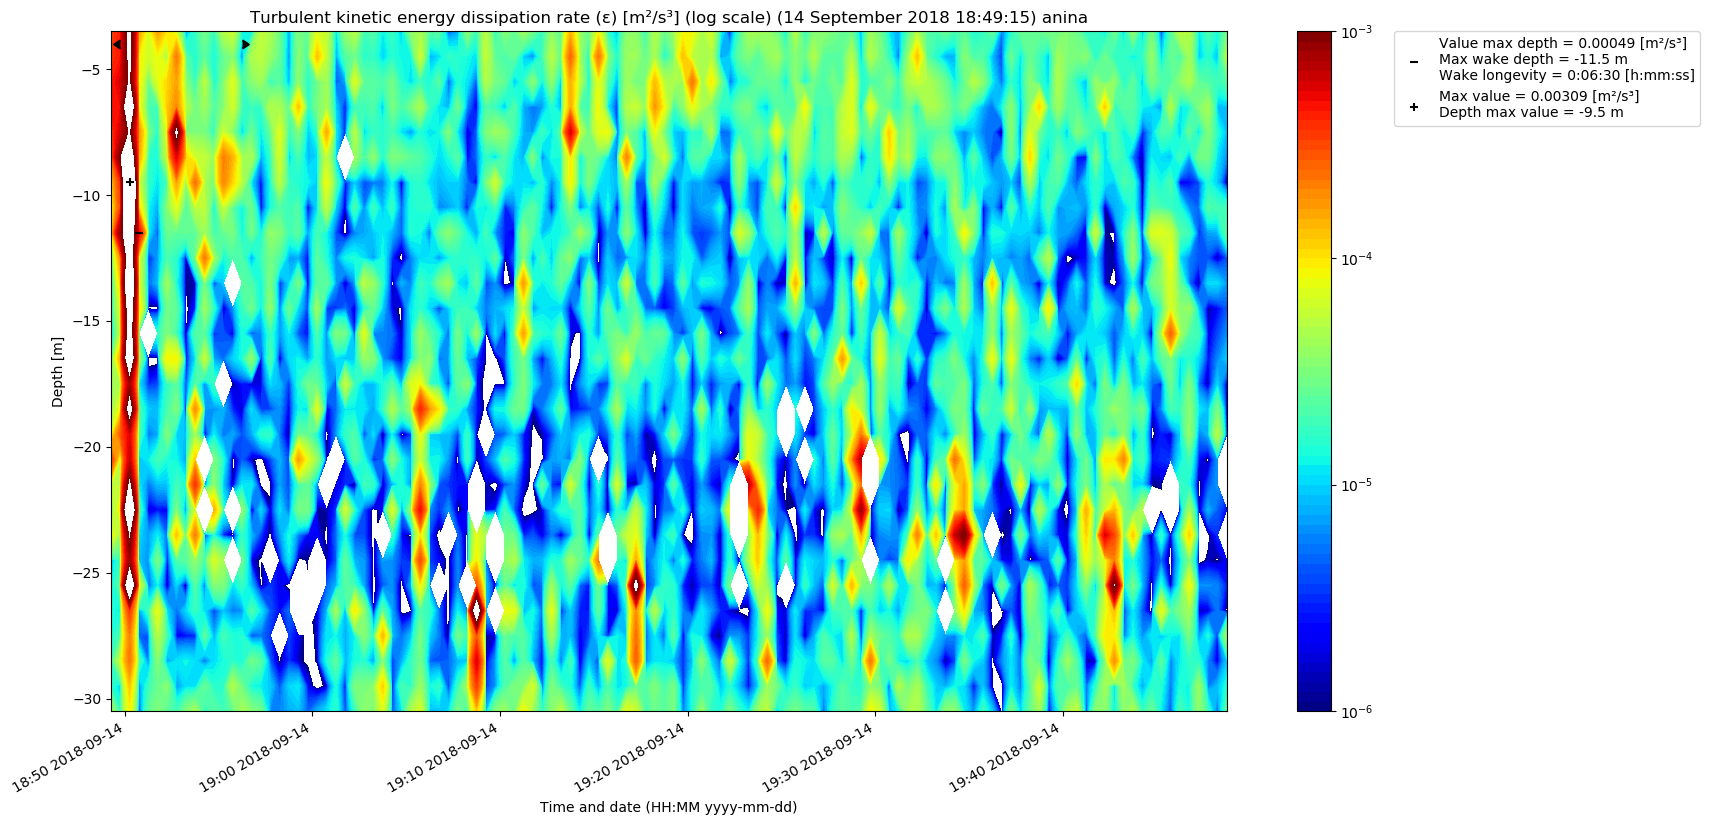 Turbulent kinetic energy dissipation rate (ε) [m²/s³] (log scale) (14 September 2018 18:49:15) anina
Depth [m]
−5
−10
−15
−20
−25
−30
18:50 2018-09-14
19:00 2018-09-14
19:10 2018-09-14
19:20 2018-09-14
19:30 2018-09-14
19:40 2018-09-14
Time and date (HH:MM yyyy-mm-dd)
10⁻³
10⁻⁴
10⁻⁵
10⁻⁶
Value max depth = 0.00049 [m²/s³]
Max wake depth = -11.5 m
Wake longevity = 0:06:30 [h:mm:ss]
Max value = 0.00309 [m²/s³]
Depth max value = -9.5 m